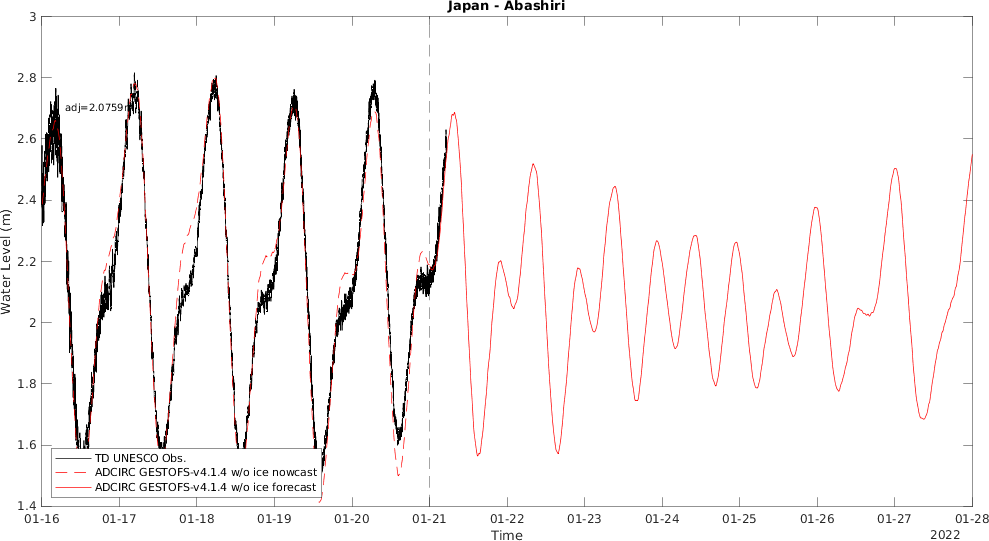 Japan - Abashiri
3
2.8
2.6
2.4
2.2
2
1.8
1.6
1.4
Water Level (m)
adj=2.0759m
TD UNESCO Obs.
ADCIRC GESTOFS-v4.1.4 w/o ice nowcast
ADCIRC GESTOFS-v4.1.4 w/o ice forecast
01-16 01-17 01-18 01-19 01-20 01-21 01-22 01-23 01-24 01-25 01-26 01-27 01-28
Time
2022